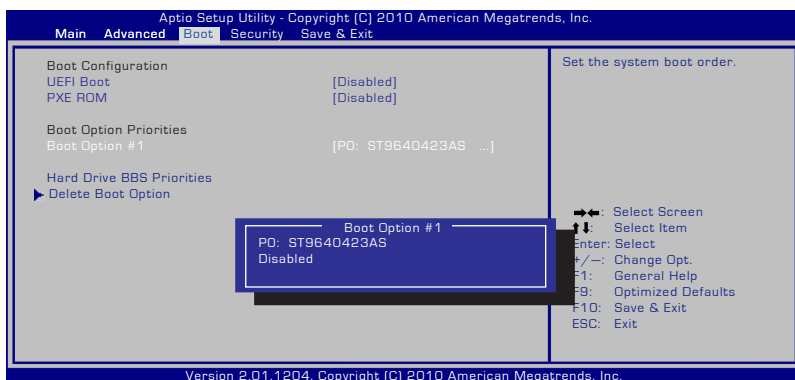 Aptio Setup Utility - Copyright (C) 2010 American Megatrends, Inc.
Main Advanced Boot Security Save & Exit
Boot Configuration
UEFI Boot [Disabled]
PXE ROM [Disabled]
Boot Option Priorities
Boot Option #1 [P0: ST9640423AS ...]
Hard Drive BBS Priorities
Delete Boot Option
Boot Option #1
P0: ST9640423AS
Disabled
Set the system boot order.
→←: Select Screen
↑↓: Select Item
Enter: Select
+/—: Change Opt.
F1: General Help
F9: Optimized Defaults
F10: Save & Exit
ESC: Exit
Version 2.01.1204. Copyright (C) 2010 American Megatrends, Inc.